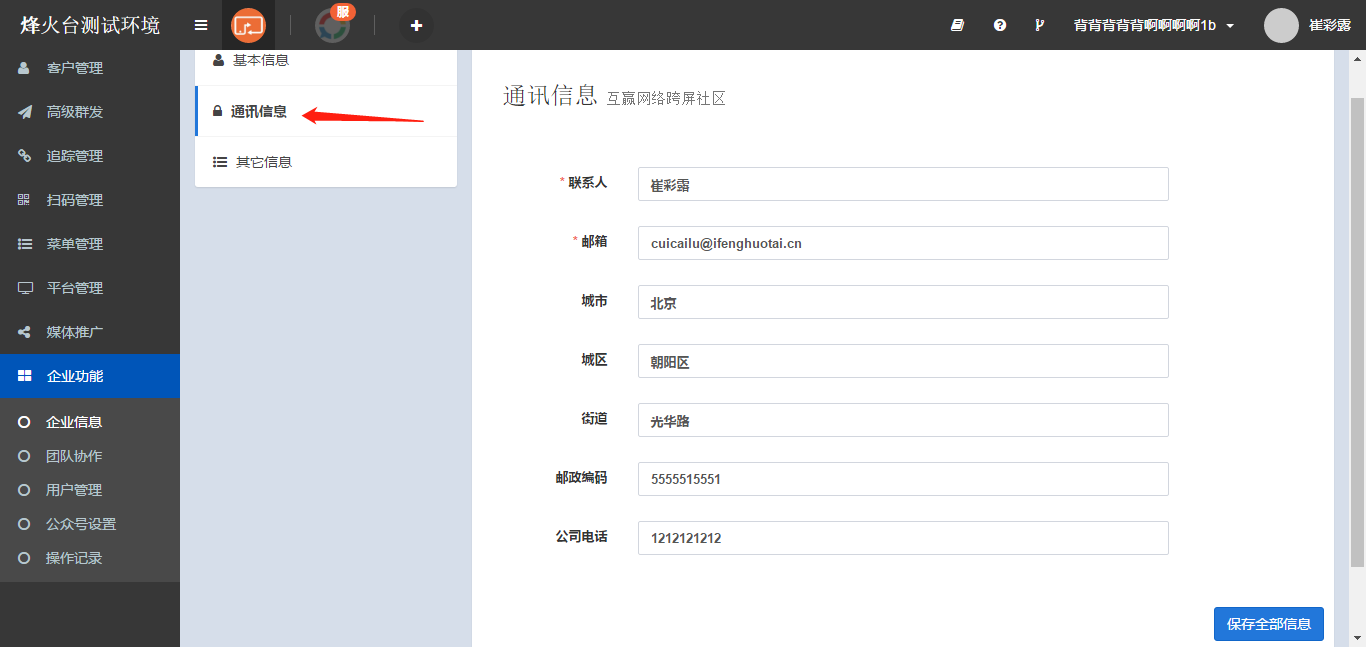 烽火台测试环境
服
背背背背背啊啊啊啊1b
崔彩露
客户管理
高级群发
追踪管理
扫码管理
菜单管理
平台管理
媒体推广
企业功能
企业信息
团队协作
用户管理
公众号设置
操作记录
基本信息
通讯信息
其它信息
通讯信息 互赢网络跨屏社区
* 联系人 崔彩露
* 邮箱 cuicailu@ifenghuotai.cn
城市 北京
城区 朝阳区
街道 光华路
邮政编码 5555515551
公司电话 1212121212
保存全部信息